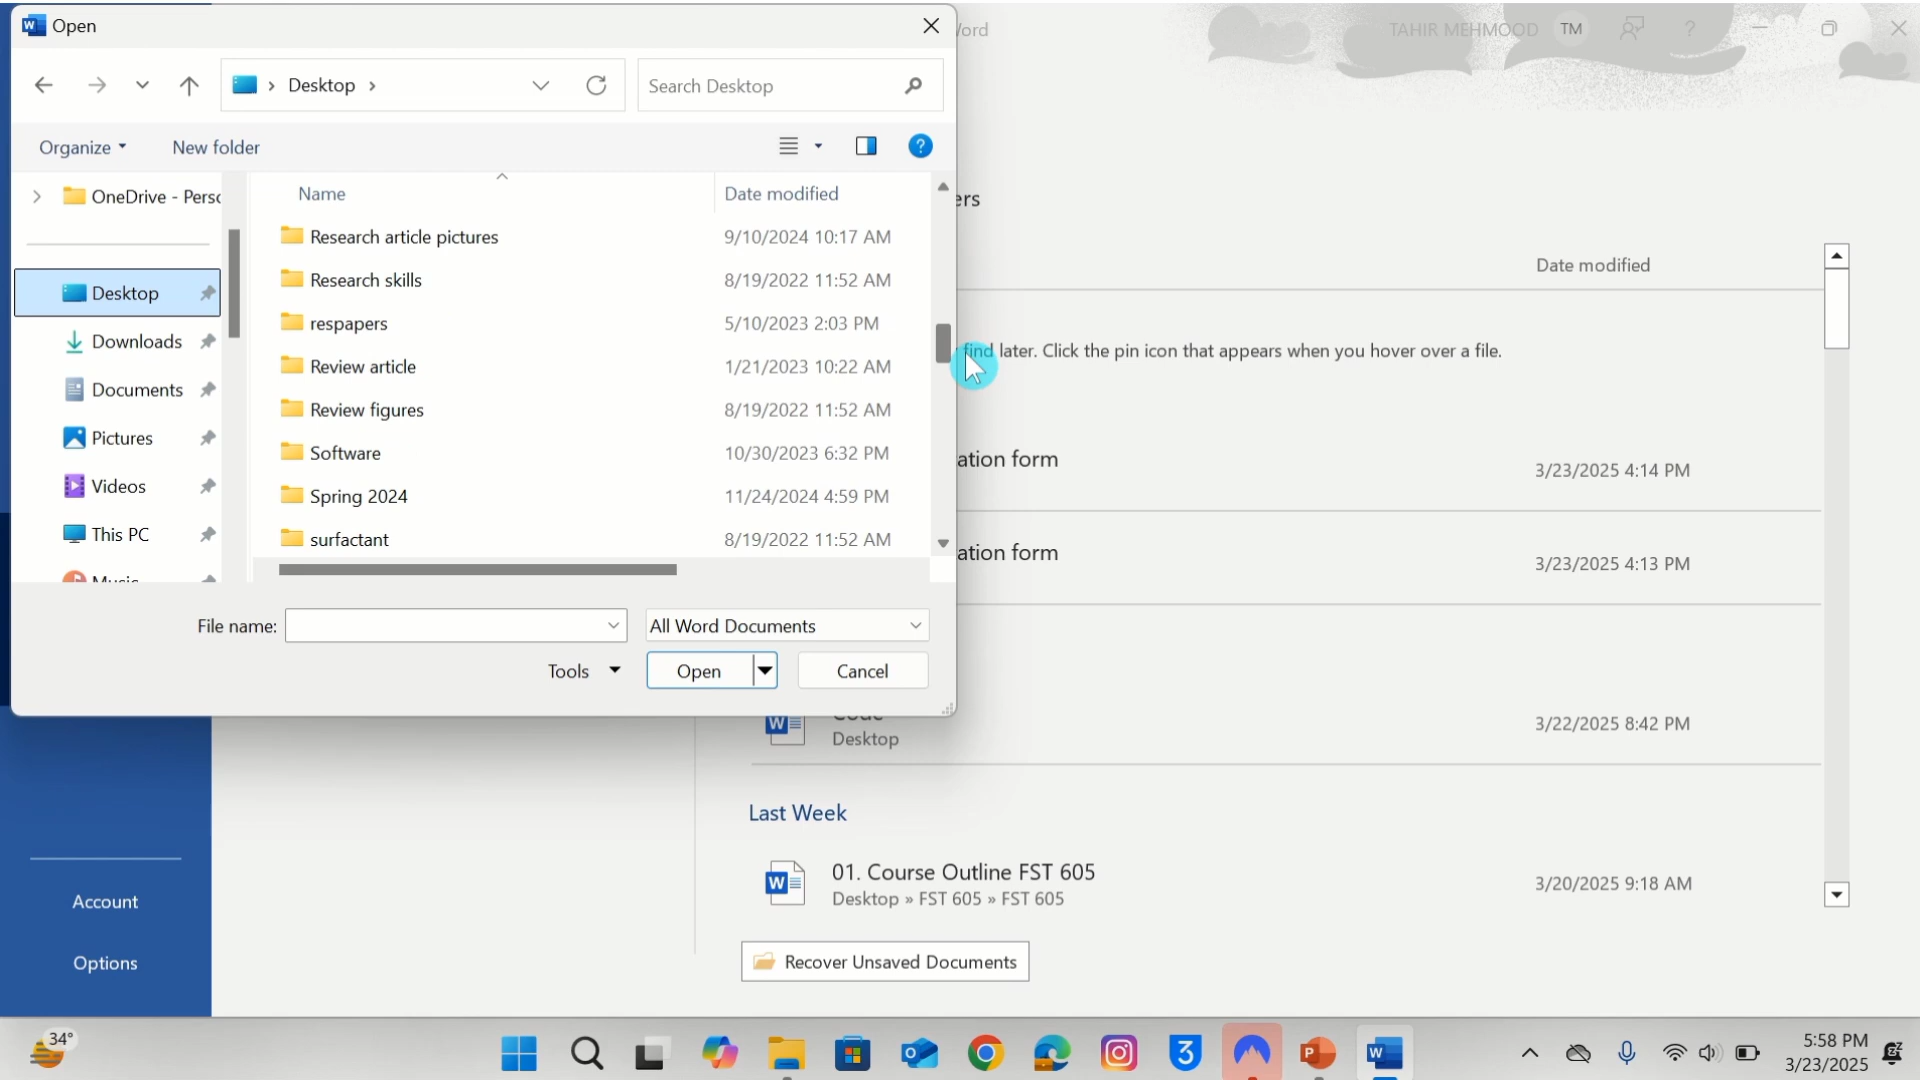 Open
Word
TAHIR MEHMOOD TM
Desktop
Search Desktop
Organize
New folder
OneDrive - Perso
Desktop
Downloads
Documents
Pictures
Videos
This PC
Music
Name Date modified
Research article pictures 9/10/2024 10:17 AM
Research skills 8/19/2022 11:52 AM
respapers 5/10/2023 2:03 PM
Review article 1/21/2023 10:22 AM
Review figures 8/19/2022 11:52 AM
Software 10/30/2023 6:32 PM
Spring 2024 11/24/2024 4:59 PM
surfactant 8/19/2022 11:52 AM
File name:
All Word Documents
Tools
Open
Cancel
ers
Date modified
find later. Click the pin icon that appears when you hover over a file.
ation form 3/23/2025 4:14 PM
ation form 3/23/2025 4:13 PM
Code
Desktop
3/22/2025 8:42 PM
Last Week
01. Course Outline FST 605
Desktop » FST 605 » FST 605
3/20/2025 9:18 AM
Recover Unsaved Documents
Account
Options
34°
5:58 PM
3/23/2025